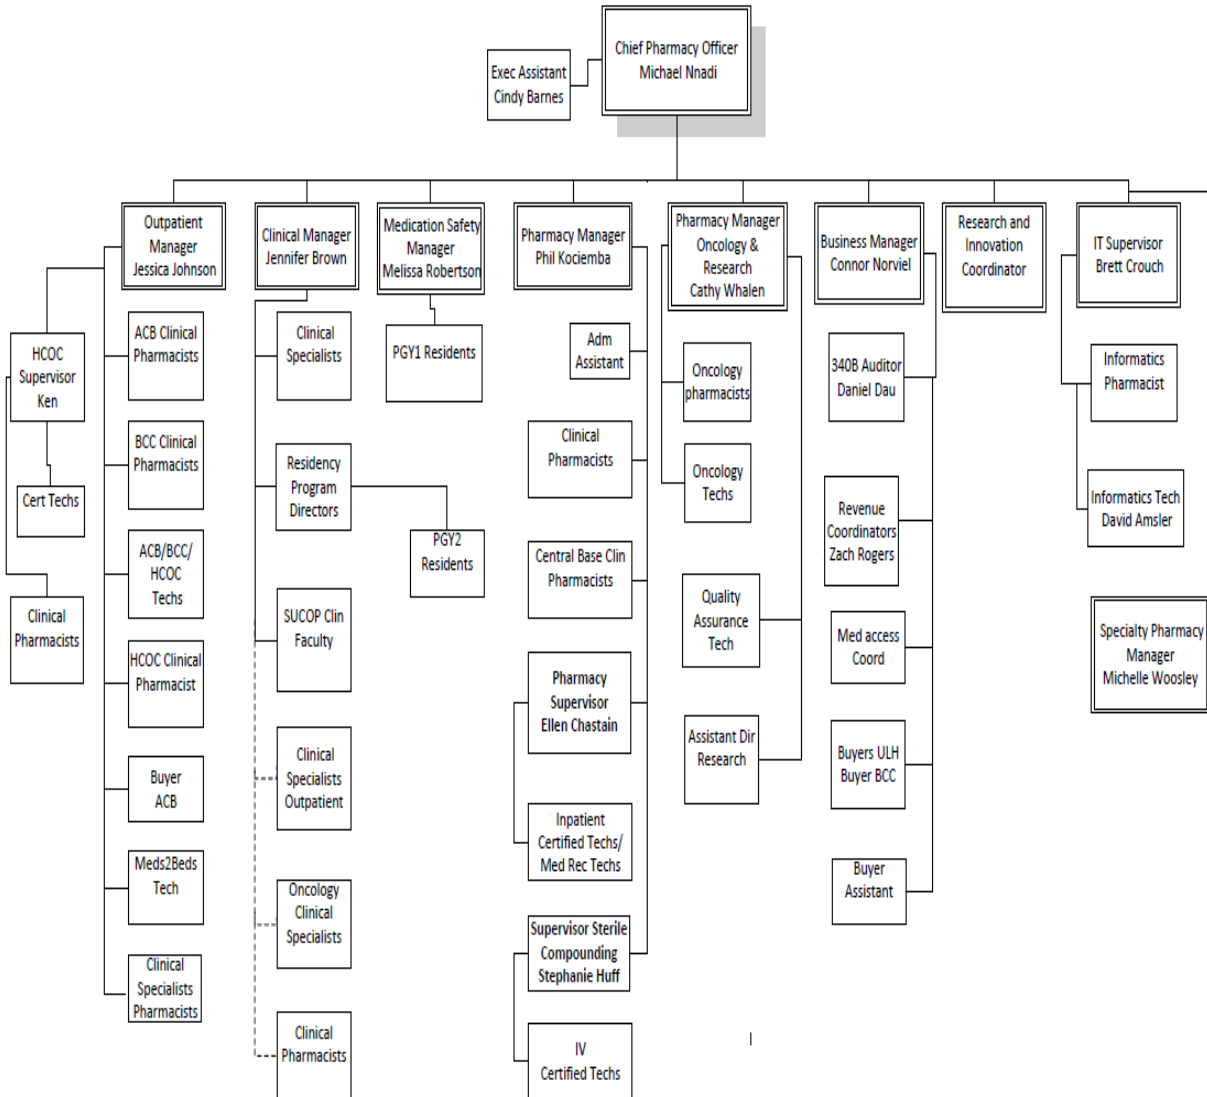 Chief Pharmacy Officer
Michael Nnadi
Exec Assistant
Cindy Barnes
Outpatient
Manager
Jessica Johnson
Clinical Manager
Jennifer Brown
Medication Safety
Manager
Melissa Robertson
Pharmacy Manager
Phil Kociemba
Pharmacy Manager
Oncology &
Research
Cathy Whalen
Business Manager
Connor Norviel
Research and
Innovation
Coordinator
IT Supervisor
Brett Crouch
HCOC
Supervisor
Ken
Cert Techs
Clinical
Pharmacists
ACB Clinical
Pharmacists
BCC Clinical
Pharmacists
ACB/BCC/
HCOC
Techs
HCOC Clinical
Pharmacist
Buyer
ACB
Meds2Beds
Tech
Clinical
Specialists
Pharmacists
Clinical
Specialists
Residency
Program
Directors
SUCOP Clin
Faculty
Clinical
Specialists
Outpatient
Oncology
Clinical
Specialists
Clinical
Pharmacists
PGY1 Residents
PGY2
Residents
Adm
Assistant
Clinical
Pharmacists
Central Base Clin
Pharmacists
Pharmacy
Supervisor
Ellen Chastain
Inpatient
Certified Techs/
Med Rec Techs
Supervisor Sterile
Compounding
Stephanie Huff
IV
Certified Techs
Oncology
pharmacists
Oncology
Techs
Quality
Assurance
Tech
Assistant Dir
Research
340B Auditor
Daniel Dau
Revenue
Coordinators
Zach Rogers
Med access
Coord
Buyers ULH
Buyer BCC
Buyer
Assistant
Informatics
Pharmacist
Informatics Tech
David Amsler
Specialty Pharmacy
Manager
Michelle Woosley